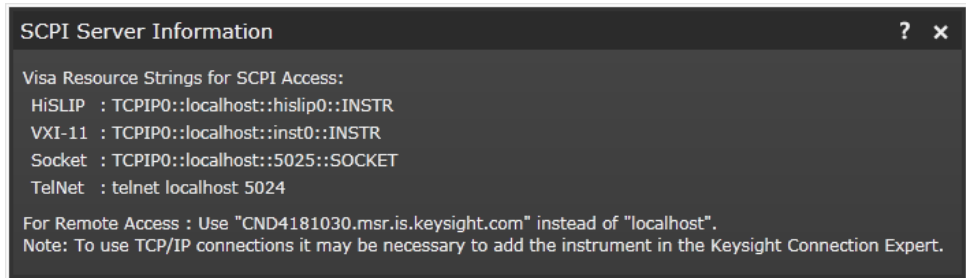 SCPI Server Information ? ×
Visa Resource Strings for SCPI Access:
HiSLIP : TCPIP0::localhost::hislip0::INSTR
VXI-11 : TCPIP0::localhost::inst0::INSTR
Socket : TCPIP0::localhost::5025::SOCKET
TelNet : telnet localhost 5024
For Remote Access : Use "CND4181030.msr.is.keysight.com" instead of "localhost".
Note: To use TCP/IP connections it may be necessary to add the instrument in the Keysight Connection Expert.